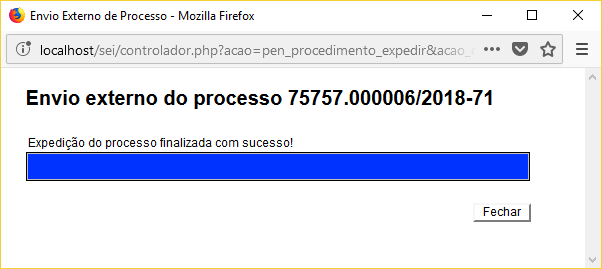 Envio Externo de Processo - Mozilla Firefox
localhost/sei/controlador.php?acao=pen_procedimento_expedir&acao_
Envio externo do processo 75757.000006/2018-71
Expedição do processo finalizada com sucesso!
Fechar